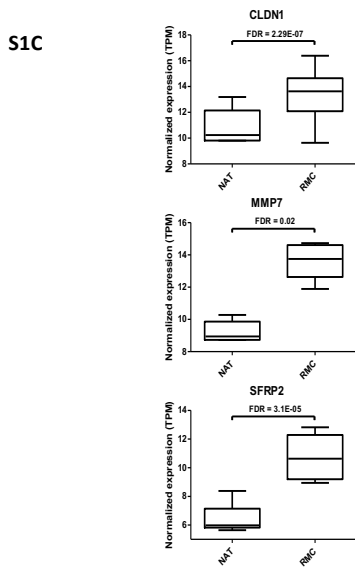 S1C
CLDN1
FDR = 2.29E-07
Normalized expression (TPM)
18
16
14
12
10
8
NAT
RMC
MMP7
FDR = 0.02
Normalized expression (TPM)
16
14
12
10
8
NAT
RMC
SFRP2
FDR = 3.1E-05
Normalized expression (TPM)
14
12
10
8
6
NAT
RMC